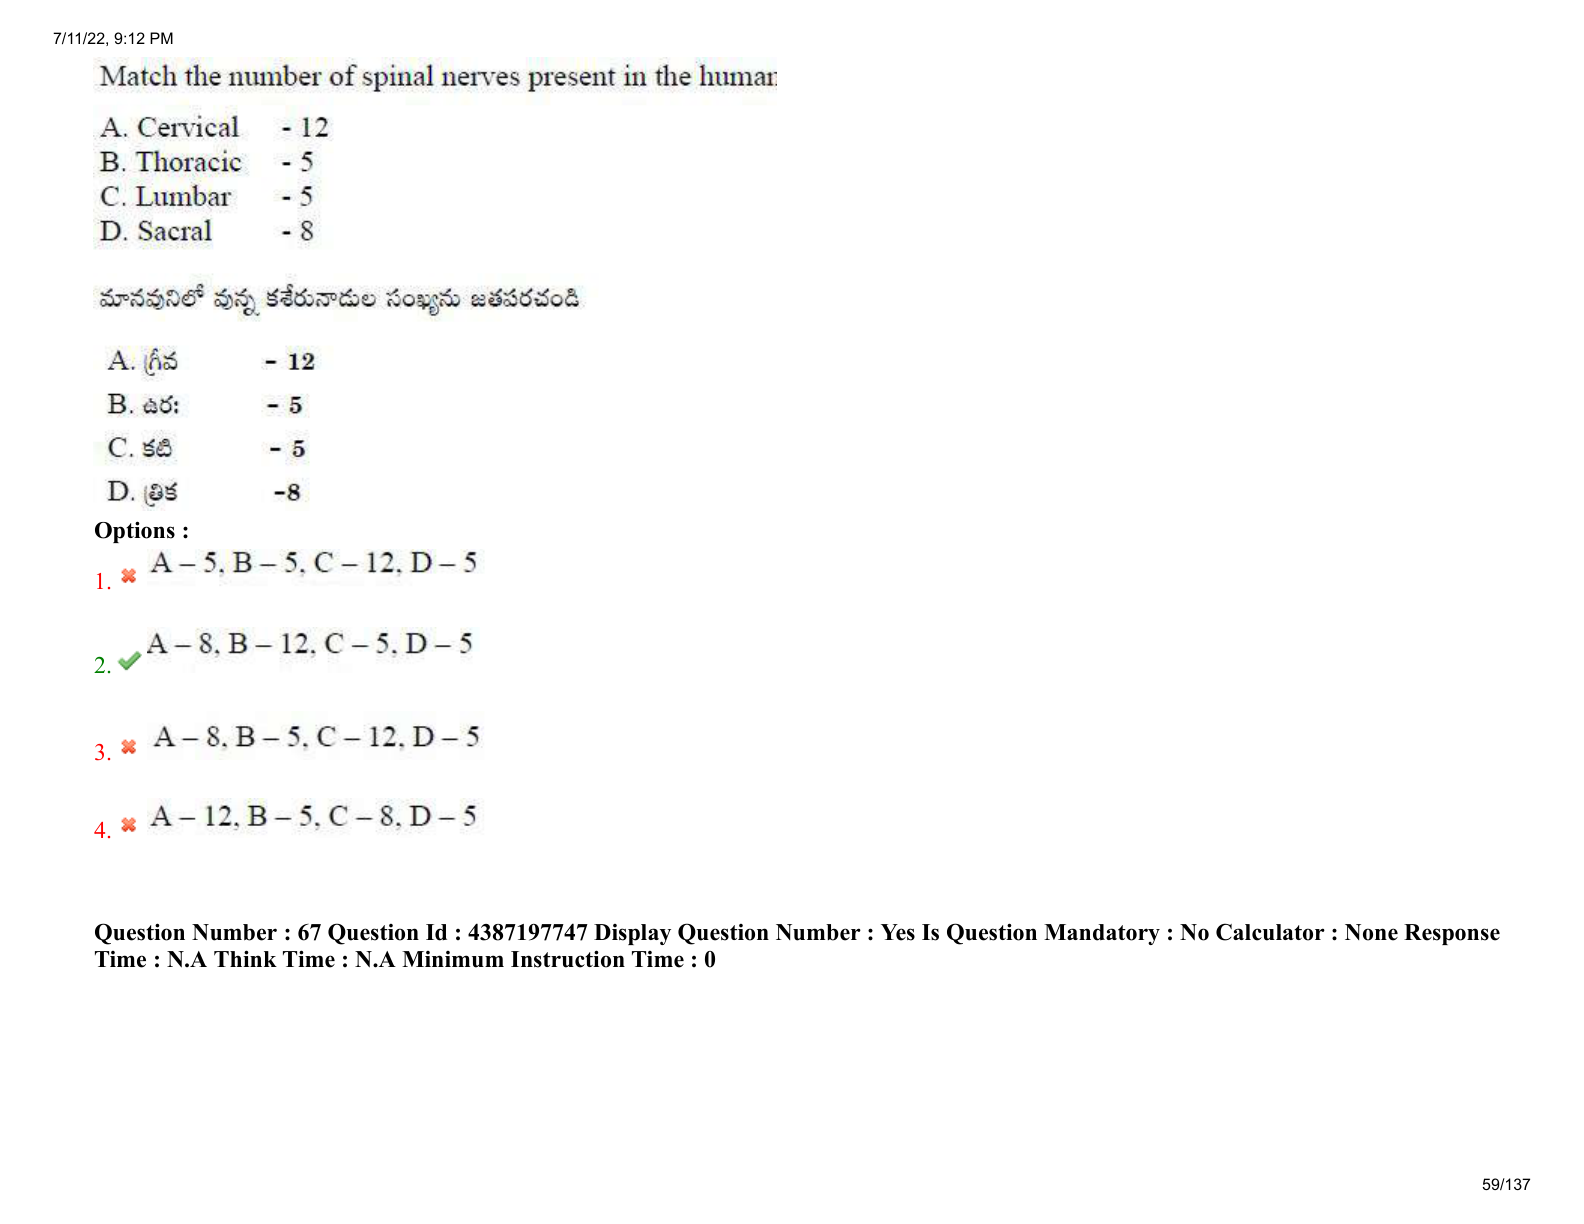 7/11/22, 9:12 PM
Match the number of spinal nerves present in the human
A. Cervical - 12
B. Thoracic - 5
C. Lumbar - 5
D. Sacral - 8
మానవునిలో వున్న కశేరునాడుల సంఖ్యను జతపరచండి
A. గ్రీవ - 12
B. ఉర: - 5
C. కటి - 5
D. త్రిక -8
Options :
1. A – 5, B – 5, C – 12, D – 5
2. A – 8, B – 12, C – 5, D – 5
3. A – 8, B – 5, C – 12, D – 5
4. A – 12, B – 5, C – 8, D – 5
Question Number : 67 Question Id : 4387197747 Display Question Number : Yes Is Question Mandatory : No Calculator : None Response
Time : N.A Think Time : N.A Minimum Instruction Time : 0
59/137